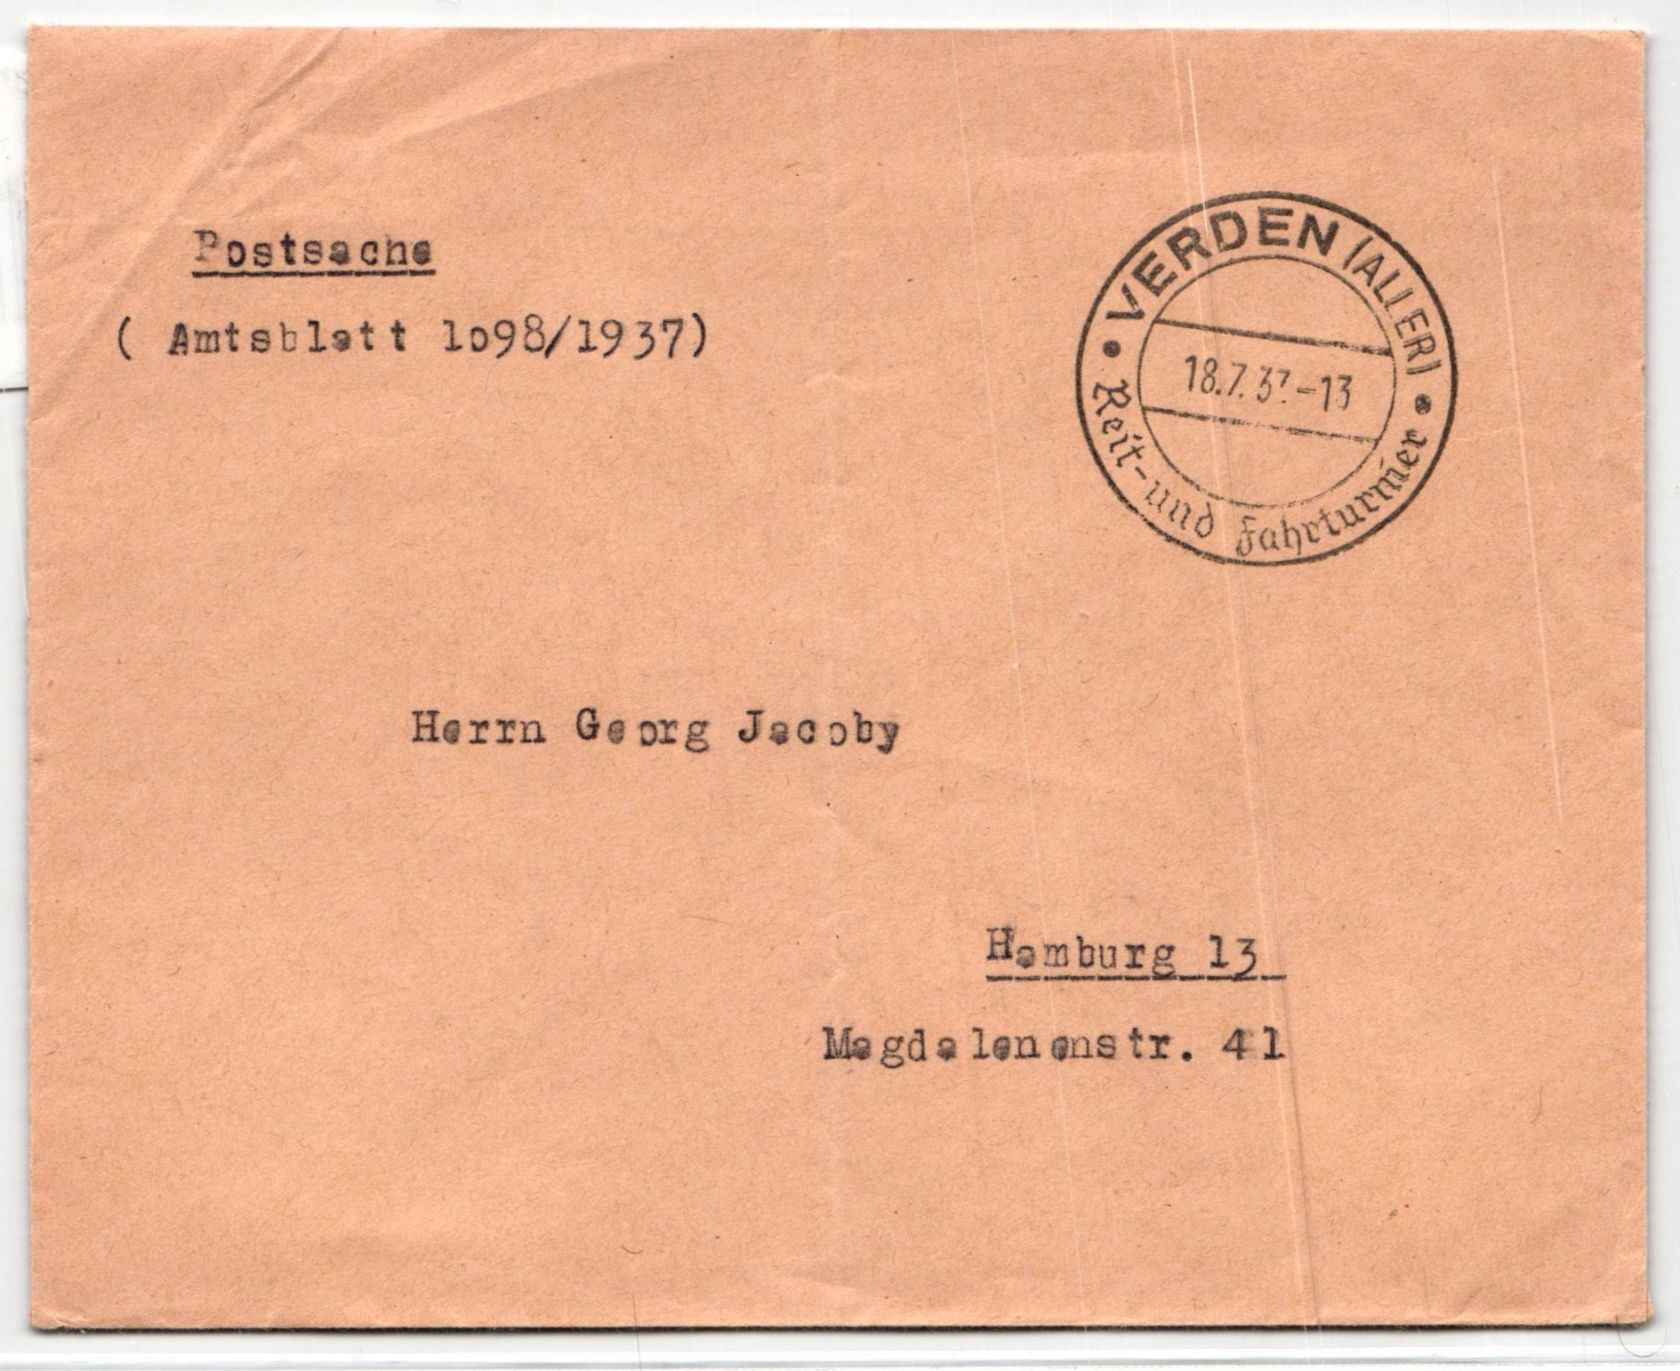 Postsache
( Amtsblatt lo98/1937)
VERDEN (ALLER)
18.7.37.-13
Reit- und Fahrturnier
Herrn Georg Jacoby
Hamburg 13
Magdalenenstr. 41